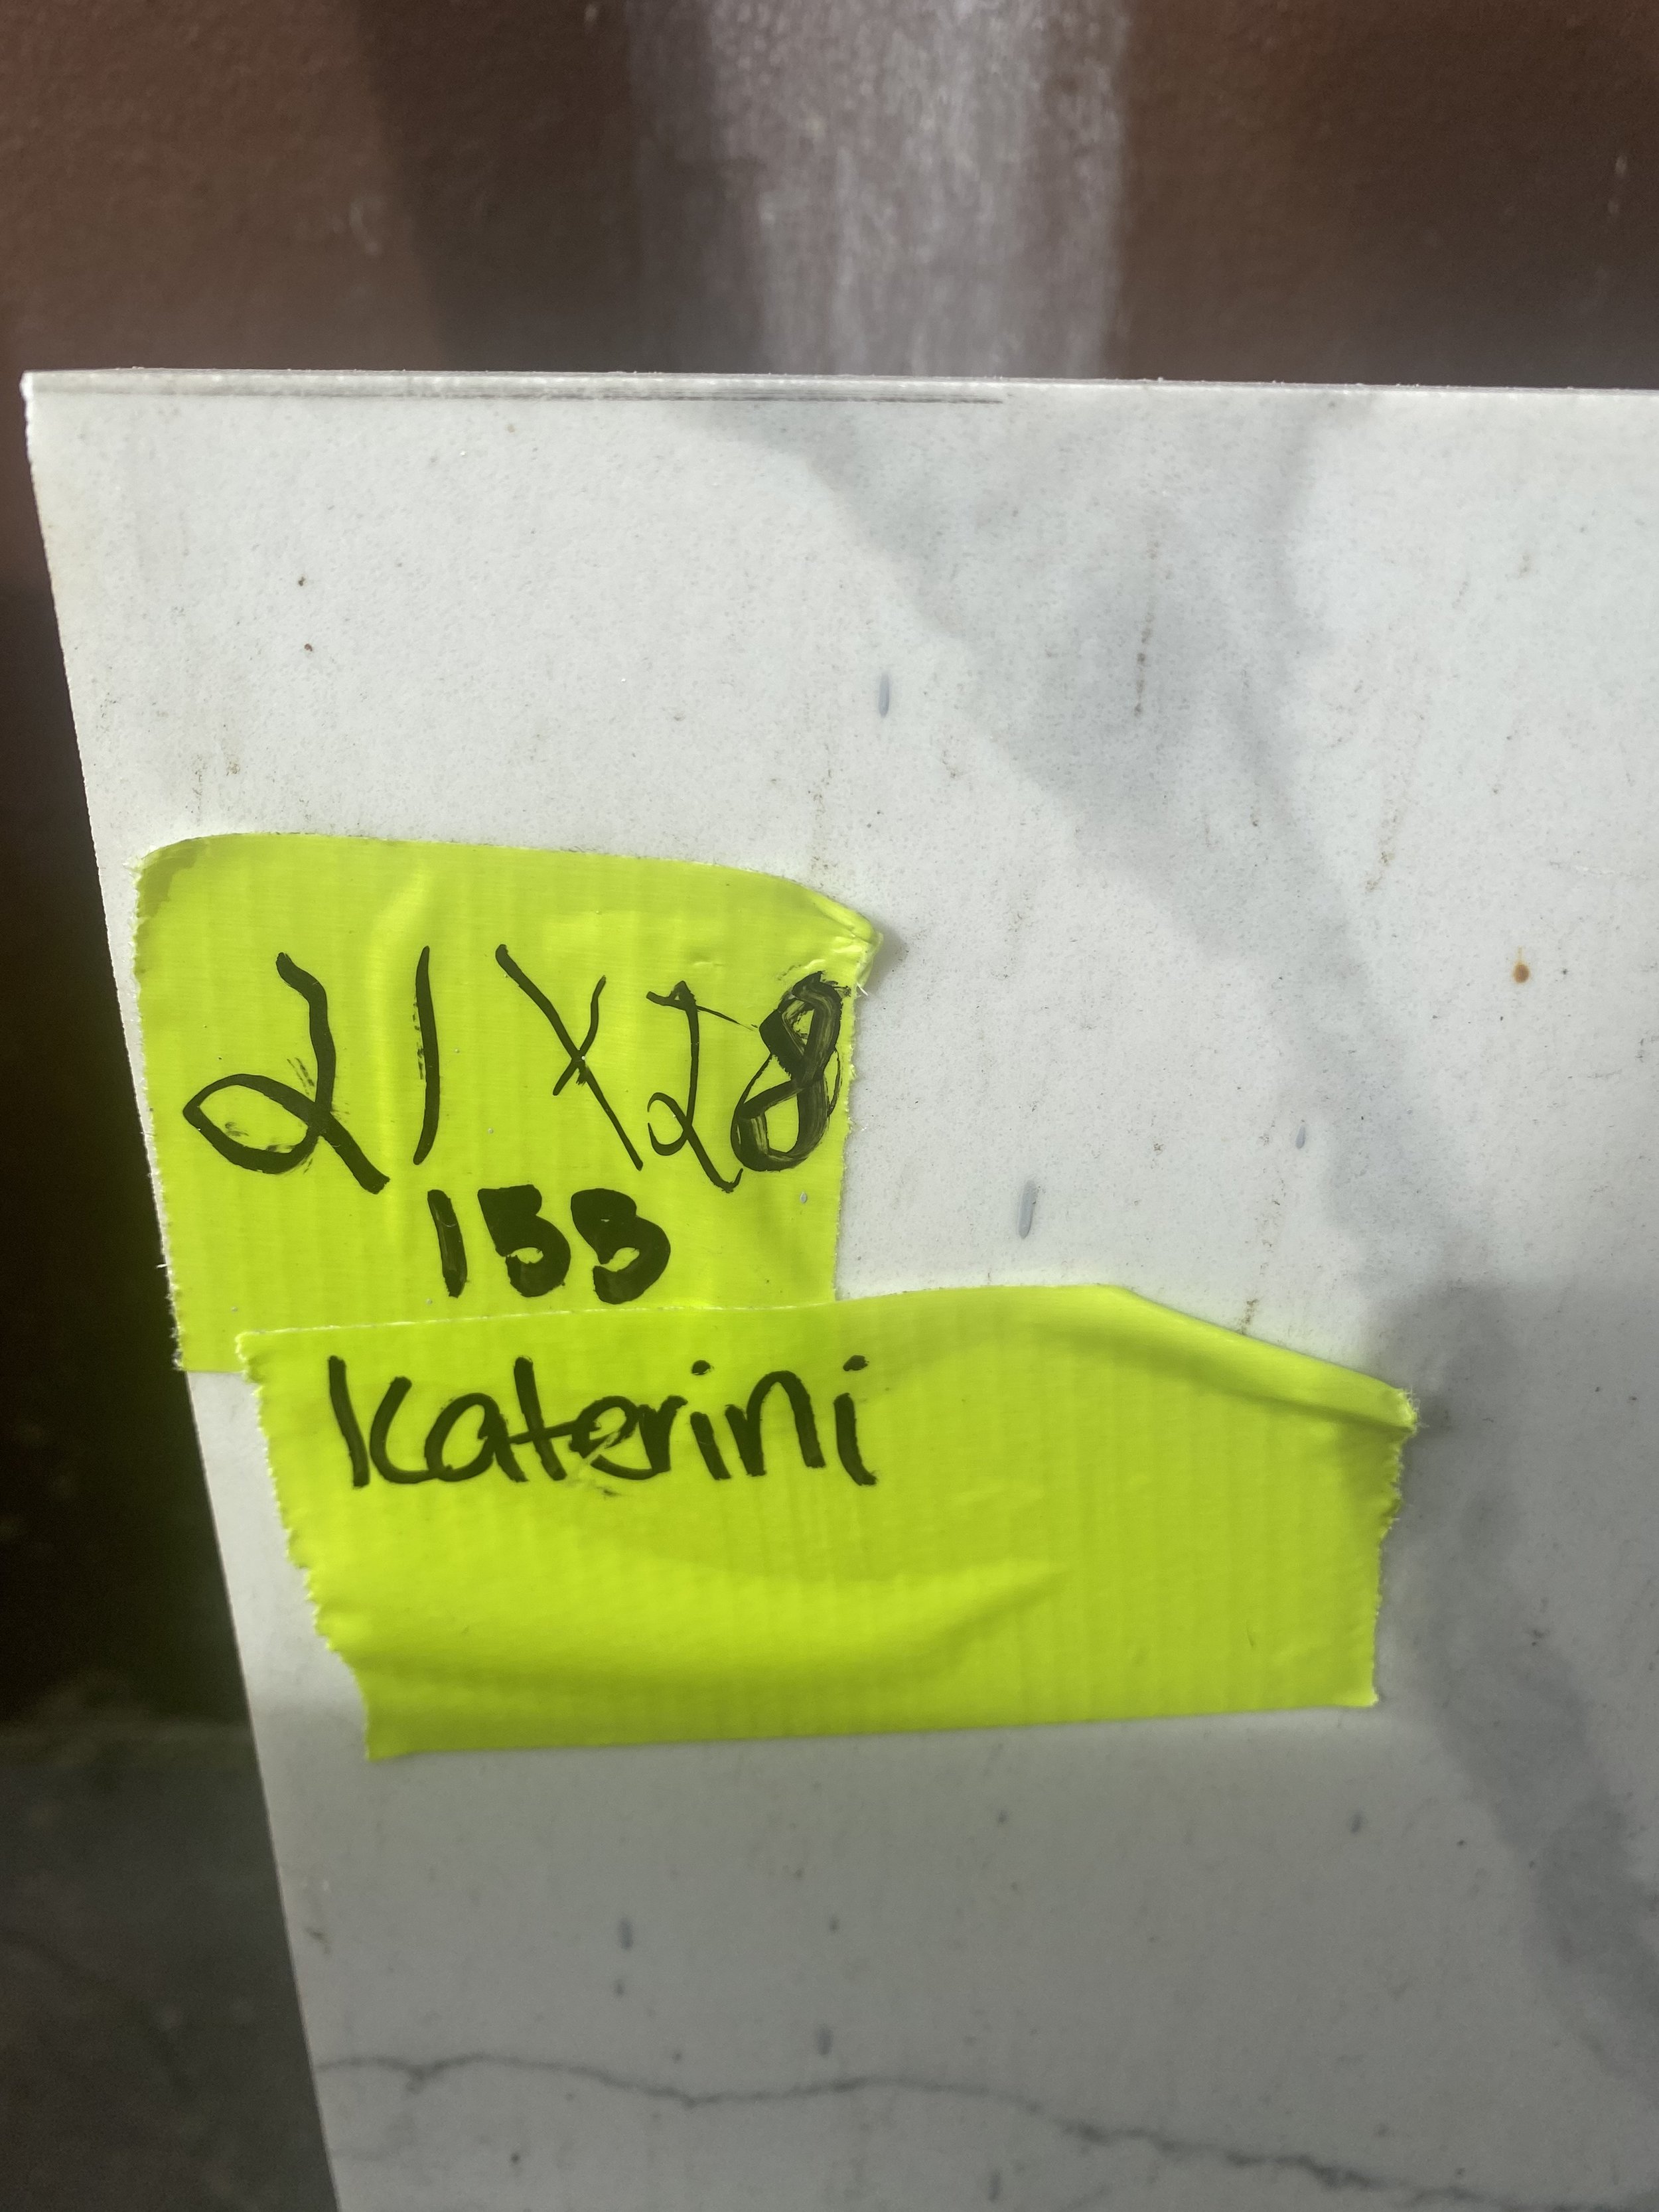 21 x 28
153
Katerini